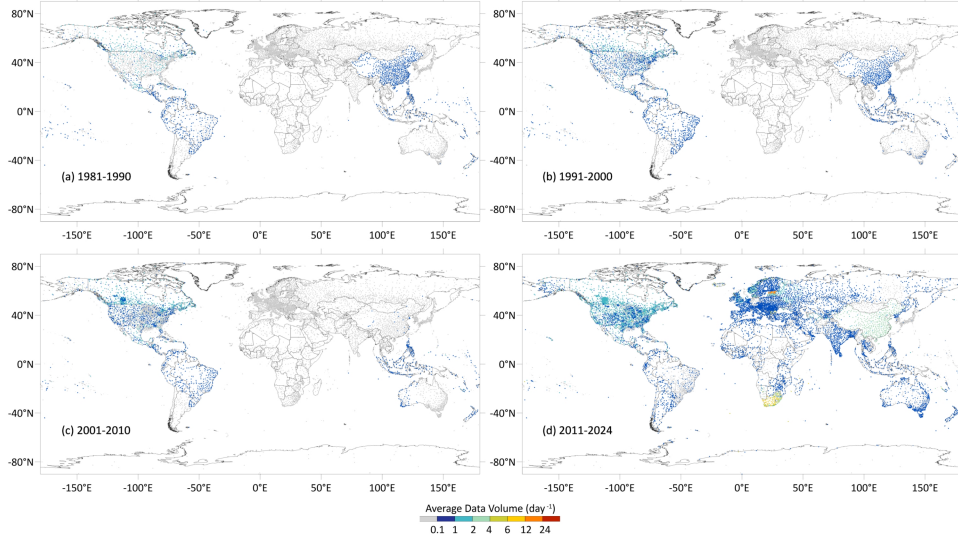 80°N
40°N
0°N
-40°N
-80°N
(a) 1981-1990
-150°E -100°E -50°E 0°E 50°E 100°E 150°E
80°N
40°N
0°N
-40°N
-80°N
(b) 1991-2000
-150°E -100°E -50°E 0°E 50°E 100°E 150°E
80°N
40°N
0°N
-40°N
-80°N
(c) 2001-2010
-150°E -100°E -50°E 0°E 50°E 100°E 150°E
80°N
40°N
0°N
-40°N
-80°N
(d) 2011-2024
-150°E -100°E -50°E 0°E 50°E 100°E 150°E
Average Data Volume (day⁻¹)
0.1 1 2 4 6 12 24